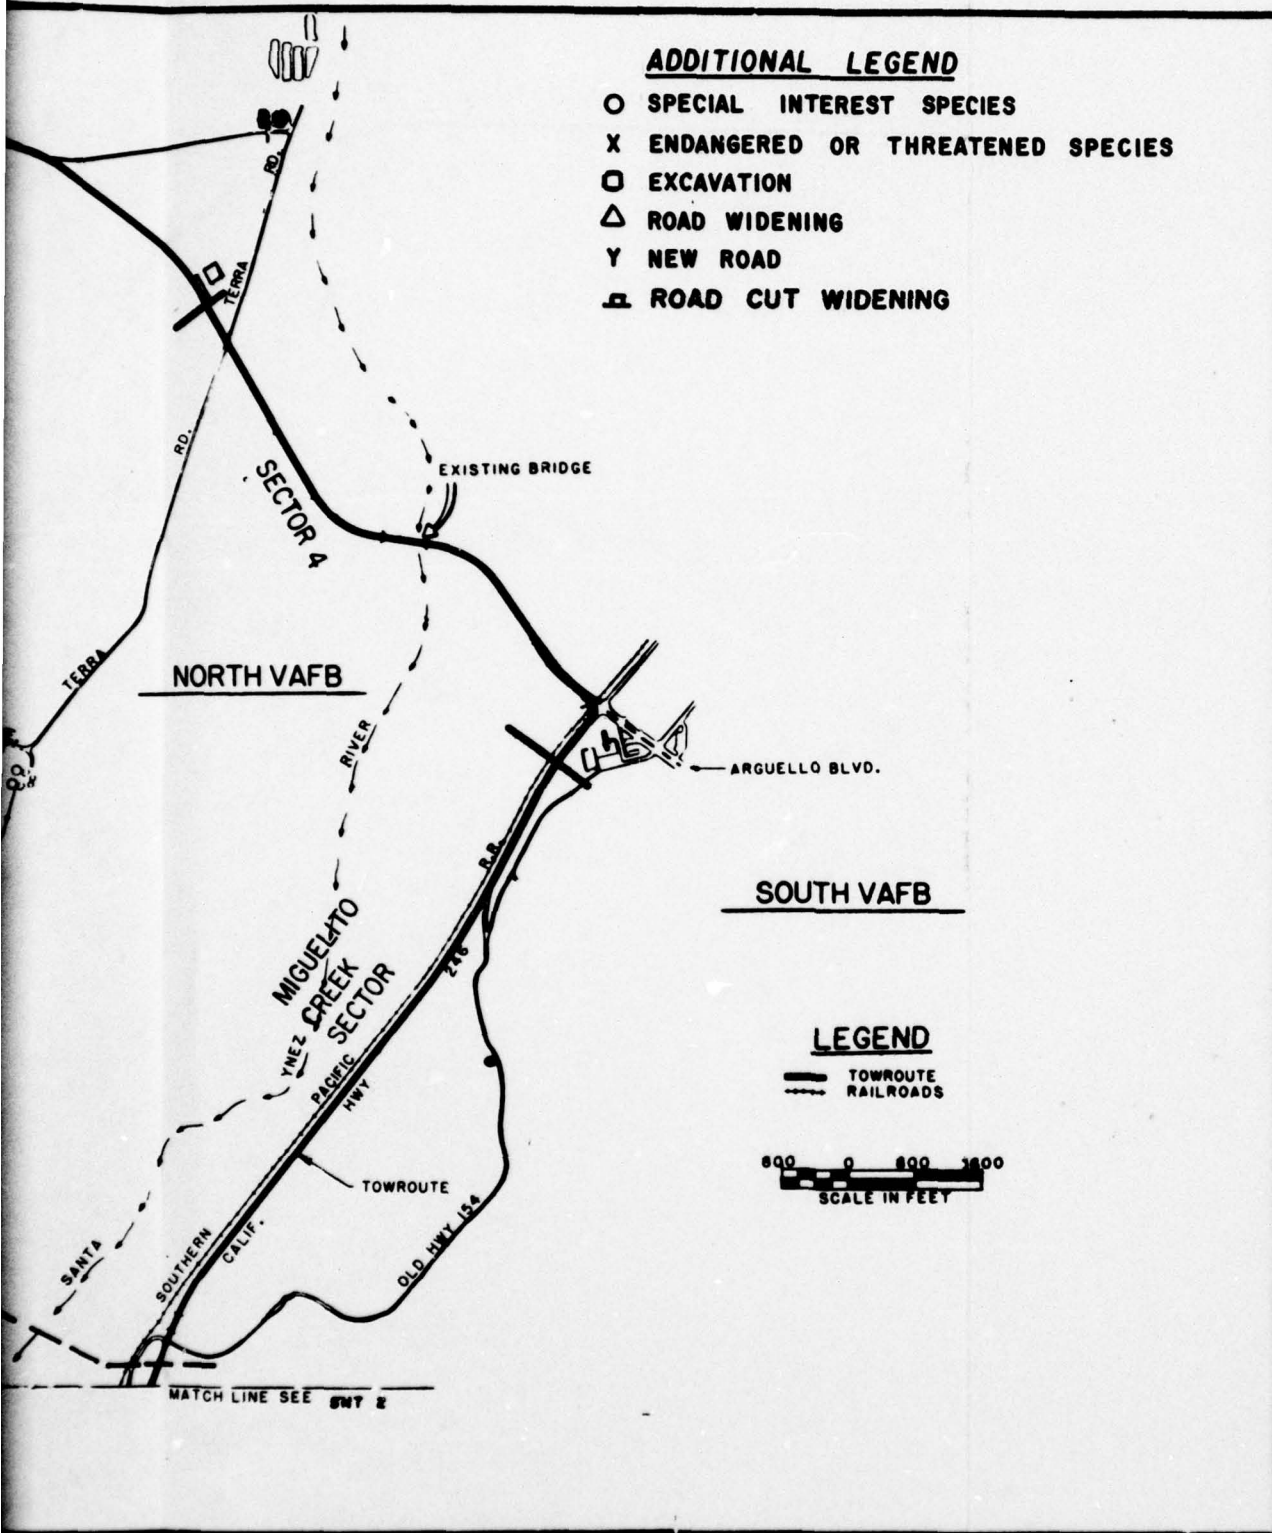 ADDITIONAL LEGEND
SPECIAL INTEREST SPECIES
X ENDANGERED OR THREATENED SPECIES
EXCAVATION
ROAD WIDENING
Y NEW ROAD
ROAD CUT WIDENING
RD.
TERRA
RD.
SECTOR 4
EXISTING BRIDGE
TERRA
NORTH VAFB
RIVER
ARGUELLO BLVD.
R.R.
SOUTH VAFB
MIGUELITO
CREEK
SECTOR
246
YNEZ
PACIFIC
HWY
LEGEND
TOWROUTE
RAILROADS
800 0 800 1600
SCALE IN FEET
TOWROUTE
OLD HWY 154
SANTA
SOUTHERN
CALIF.
MATCH LINE SEE SHT 2